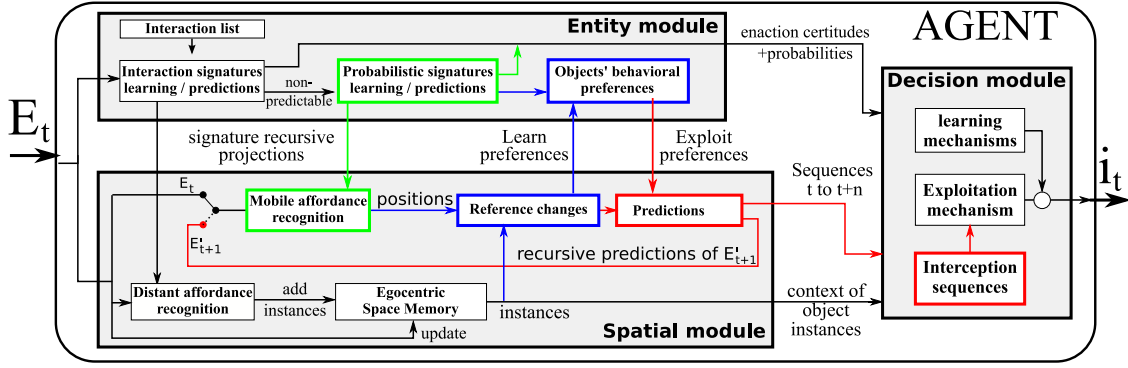 AGENT
Interaction list
Entity module
enaction certitudes
+probabilities
Interaction signatures
learning / predictions
non-
predictable
Probabilistic signatures
learning / predictions
Objects' behavioral
preferences
Decision module
E_t
learning
mechanisms
signature recursive
projections
Learn
preferences
Exploit
preferences
Sequences
t to t+n
i_t
E_t
Mobile affordance
recognition
positions
Reference changes
Predictions
Exploitation
mechanism
E'_{t+1}
recursive predictions of E'_{t+1}
Interception
sequences
Distant affordance
recognition
add
instances
Egocentric
Space Memory
instances
context of
object
instances
update
Spatial module